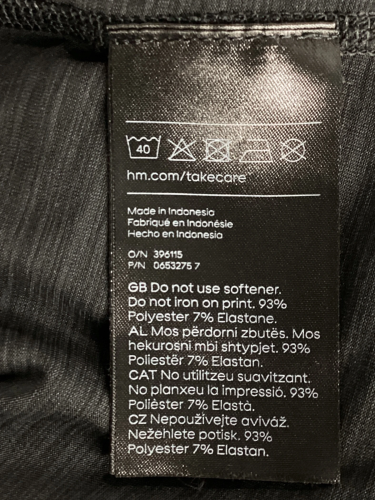 40
hm.com/takecare
Made in Indonesia
Fabriqué en Indonésie
Hecho en Indonesia
O/N 396115
P/N 0653275 7
GB Do not use softener.
Do not iron on print. 93%
Polyester 7% Elastane.
AL Mos përdorni zbutës. Mos
hekurosni mbi shtypjet. 93%
Poliestër 7% Elastan.
CAT No utilitzeu suavitzant.
No planxeu la impressió. 93%
Polièster 7% Elastà.
CZ Nepoužívejte aviváž.
Nežehlete potisk. 93%
Polyester 7% Elastan.